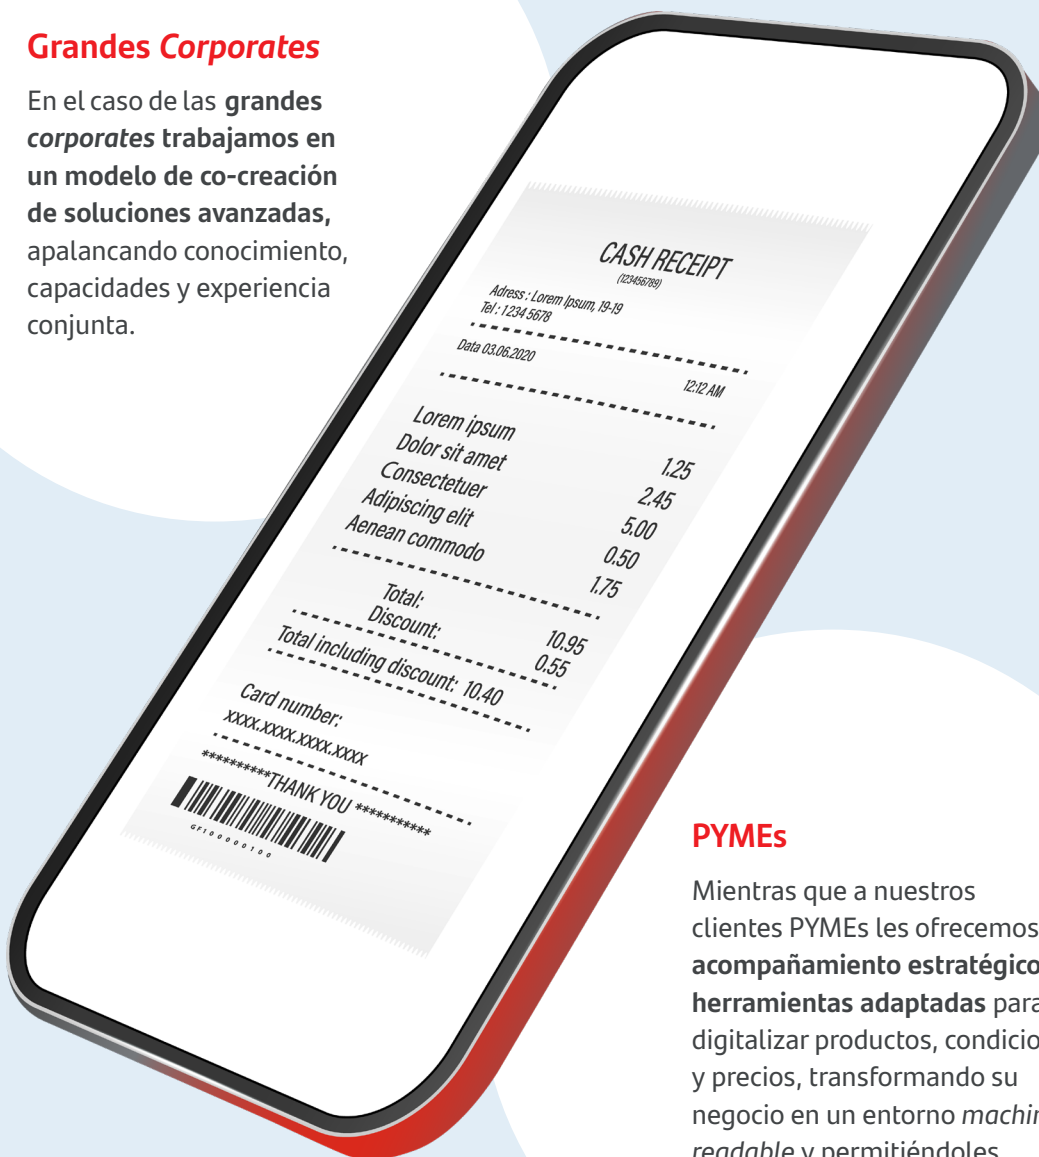 Grandes Corporates
En el caso de las grandes
corporates trabajamos en
un modelo de co-creación
de soluciones avanzadas,
apalancando conocimiento,
capacidades y experiencia
conjunta.
CASH RECEIPT
(123456789)
Adress : Lorem Ipsum, 19-19
Tel : 1 234 5678
Data 03.06.2020 12:12 AM
Lorem ipsum 1.25
Dolor sit amet 2.45
Consectetuer 5.00
Adipiscing elit 0.50
Aenean commodo 1.75
Total: 10.95
Discount: 0.55
Total including discount: 10.40
Card number:
xxxx.xxxx.xxxx.xxxx
**********THANK YOU ***********
GF100000100
PYMEs
Mientras que a nuestros
clientes PYMEs les ofrecemos
acompañamiento estratégico
herramientas adaptadas para
digitalizar productos,
y precios, transformando su
negocio en un entorno
readable y permitiéndoles